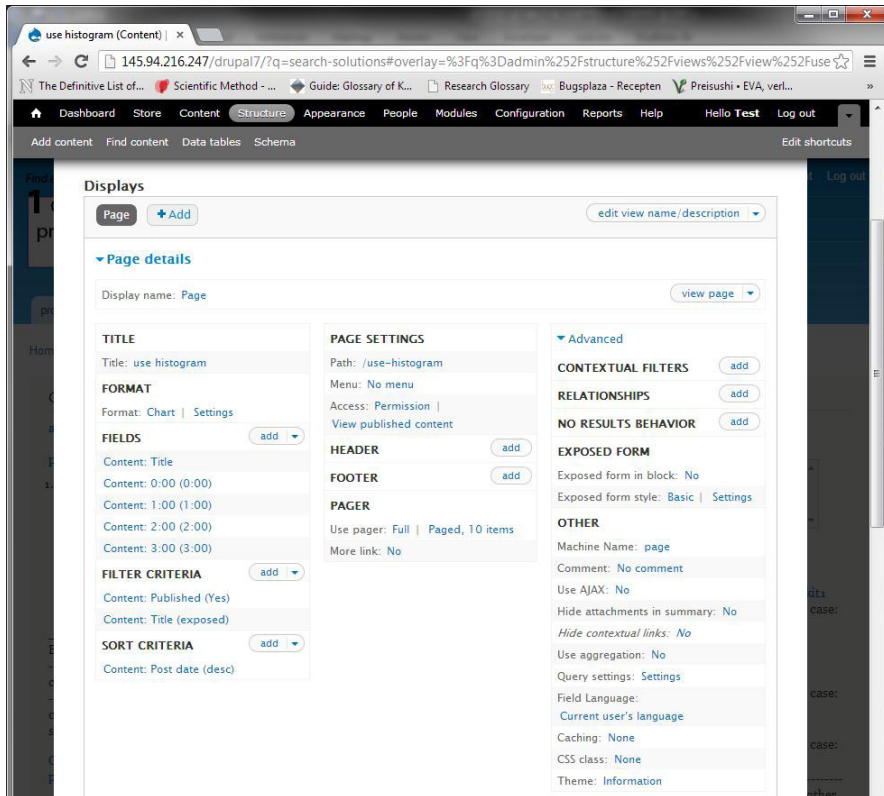 use histogram (Content) | ×
145.94.216.247/drupal7/?q=search-solutions#overlay=%3Fq%3Dadmin%252Fstructure%252Fviews%252Fview%252Fuse
The Definitive List of... Scientific Method - ... Guide: Glossary of K... Research Glossary Bugsplaza - Recepten Preisushi • EVA, verl... »
Dashboard Store Content Structure Appearance People Modules Configuration Reports Help Hello Test Log out
Add content Find content Data tables Schema Edit shortcuts
Log out
Displays
Page +Add edit view name/description
Page details
Display name: Page view page
TITLE
Title: use histogram
FORMAT
Format: Chart | Settings
FIELDS add
Content: Title
Content: 0:00 (0:00)
Content: 1:00 (1:00)
Content: 2:00 (2:00)
Content: 3:00 (3:00)
FILTER CRITERIA add
Content: Published (Yes)
Content: Title (exposed)
SORT CRITERIA add
Content: Post date (desc)
PAGE SETTINGS
Path: /use-histogram
Menu: No menu
Access: Permission |
View published content
HEADER add
FOOTER add
PAGER
Use pager: Full | Paged, 10 items
More link: No
Advanced
CONTEXTUAL FILTERS add
RELATIONSHIPS add
NO RESULTS BEHAVIOR add
EXPOSED FORM
Exposed form in block: No
Exposed form style: Basic | Settings
OTHER
Machine Name: page
Comment: No comment
Use AJAX: No
Hide attachments in summary: No
Hide contextual links: No
Use aggregation: No
Query settings: Settings
Field Language:
Current user's language
Caching: None
CSS class: None
Theme: Information
case:
case:
case: